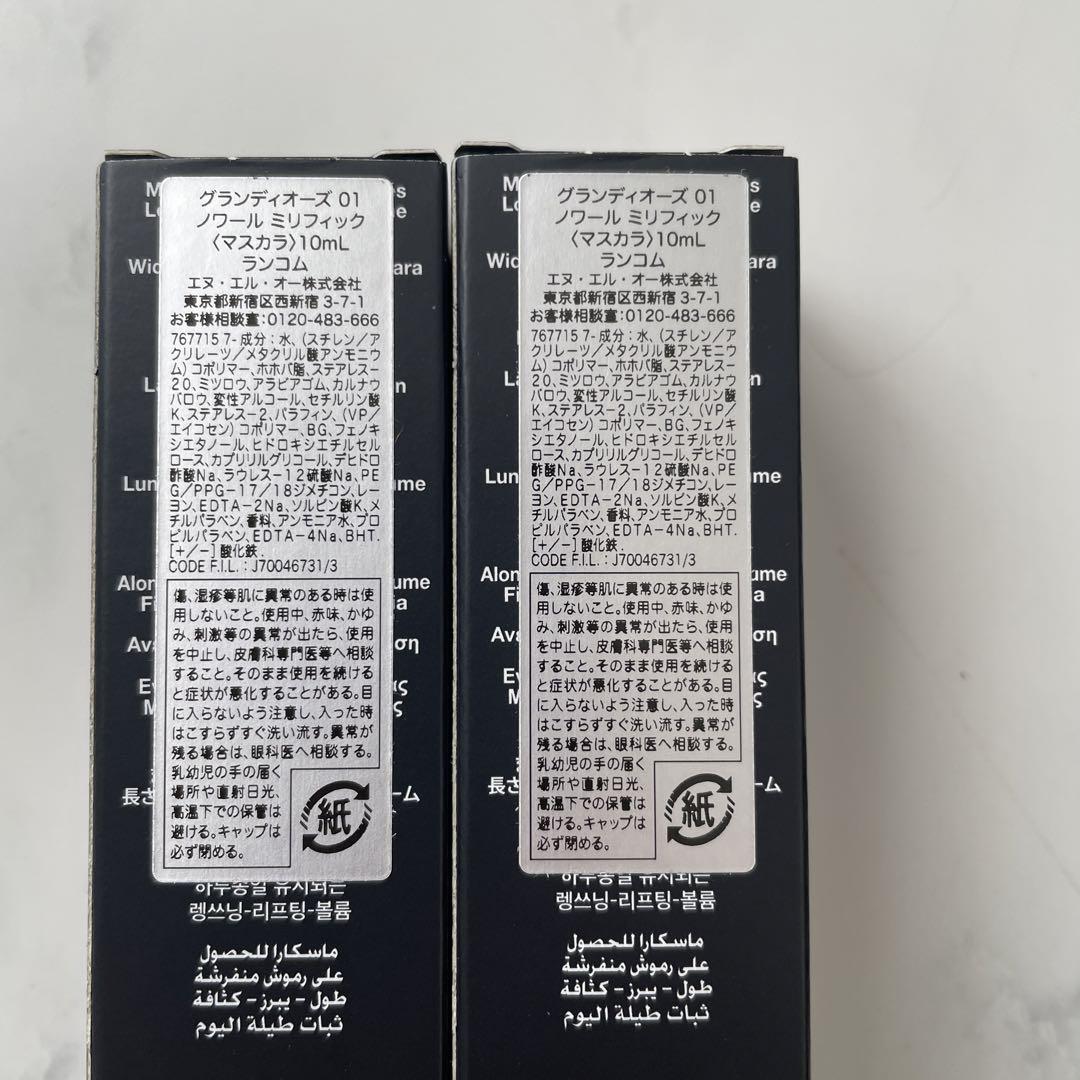 グランディオーズ 01
ノワール ミリフィック
〈マスカラ〉10mL
ランコム
エヌ・エル・オー株式会社
東京都新宿区西新宿 3-7-1
お客様相談室:0120-483-666
767715 7- 成分:水、(スチレン/ア
クリレーツ/メタクリル酸アンモニウ
ム) コポリマー、ホホバ脂、ステアレス-
20、ミツロウ、アラビアゴム、カルナウ
バロウ、変性アルコール、セチルリン酸
K、ステアレス-2、パラフィン、(VP/
エイコセン) コポリマー、BG、フェノキ
シエタノール、ヒドロキシエチルセル
ロース、カプリリルグリコール、デヒドロ
酢酸Na、ラウレス-12硫酸Na、PE
G/PPG-17/18ジメチコン、レー
ヨン、EDTA-2Na、ソルビン酸K、メ
チルパラベン、香料、アンモニア水、プロ
ピルパラベン、EDTA-4Na、BHT.
[+/-] 酸化鉄.
CODE F.I.L. : J70046731/3
傷、湿疹等肌に異常のある時は使
用しないこと。使用中、赤味、かゆ
み、刺激等の異常が出たら、使用
を中止し、皮膚科専門医等へ相談
すること。そのまま使用を続ける
と症状が悪化することがある。目
に入らないよう注意し、入った時
はこすらずすぐ洗い流す。異常が
残る場合は、眼科医へ相談する。
乳幼児の手の届く
場所や直射日光、
高温下での保管は
避ける。キャップは
必ず閉める。
紙
렝쓰닝-리프팅-볼륨
ماسكارا للحصول
على رموش منفرشة
طول - يبرز - كثافة
ثبات طيلة اليوم
グランディオーズ 01
ノワール ミリフィック
〈マスカラ〉10mL
ランコム
エヌ・エル・オー株式会社
東京都新宿区西新宿 3-7-1
お客様相談室:0120-483-666
767715 7- 成分:水、(スチレン/ア
クリレーツ/メタクリル酸アンモニウ
ム) コポリマー、ホホバ脂、ステアレス-
20、ミツロウ、アラビアゴム、カルナウ
バロウ、変性アルコール、セチルリン酸
K、ステアレス-2、パラフィン、(VP/
エイコセン) コポリマー、BG、フェノキ
シエタノール、ヒドロキシエチルセル
ロース、カプリリルグリコール、デヒドロ
酢酸Na、ラウレス-12硫酸Na、PE
G/PPG-17/18ジメチコン、レー
ヨン、EDTA-2Na、ソルビン酸K、メ
チルパラベン、香料、アンモニア水、プロ
ピルパラベン、EDTA-4Na、BHT.
[+/-] 酸化鉄.
CODE F.I.L. : J70046731/3
傷、湿疹等肌に異常のある時は使
用しないこと。使用中、赤味、かゆ
み、刺激等の異常が出たら、使用
を中止し、皮膚科専門医等へ相談
すること。そのまま使用を続ける
と症状が悪化することがある。目
に入らないよう注意し、入った時
はこすらずすぐ洗い流す。異常が
残る場合は、眼科医へ相談する。
乳幼児の手の届く
場所や直射日光、
高温下での保管は
避ける。キャップは
必ず閉める。
紙
렝쓰닝-리프팅-볼륨
ماسكارا للحصول
على رموش منفرشة
طول - يبرز - كثافة
ثبات طيلة اليوم